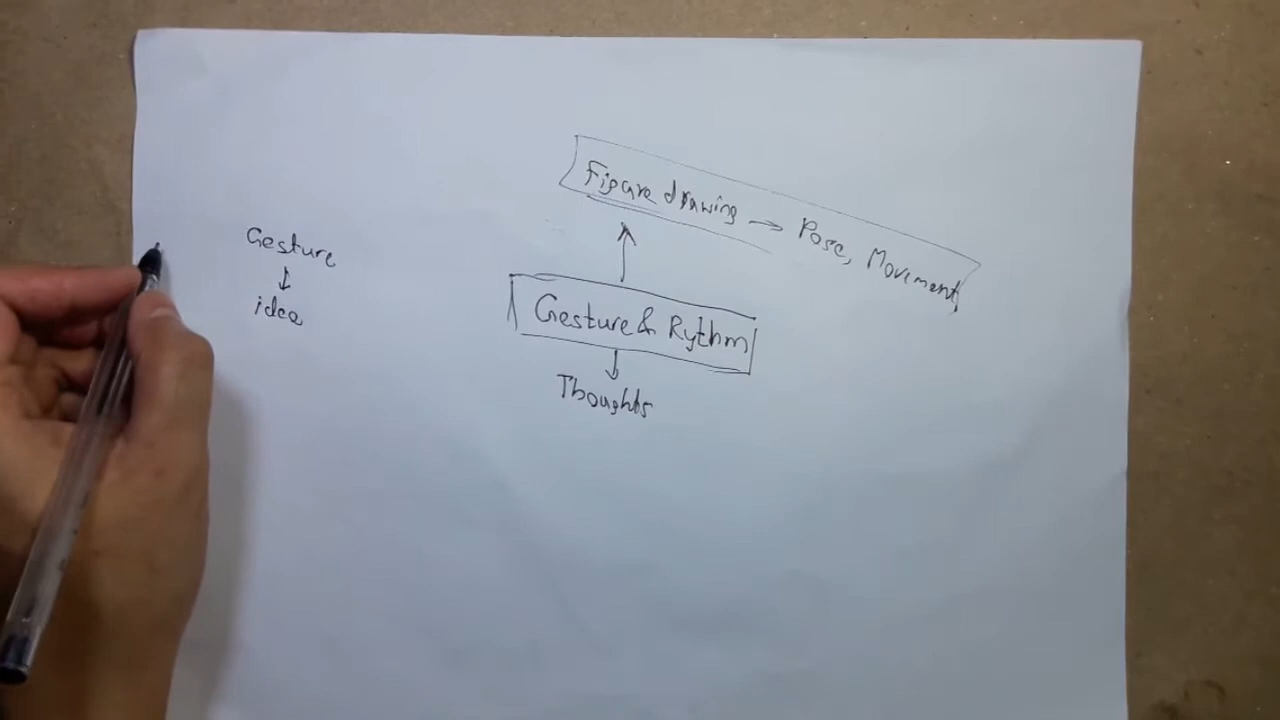 Figure drawing → Pose, Movement
Gesture
↓
idea
↑
Gesture & Rythm
↓
Thoughts